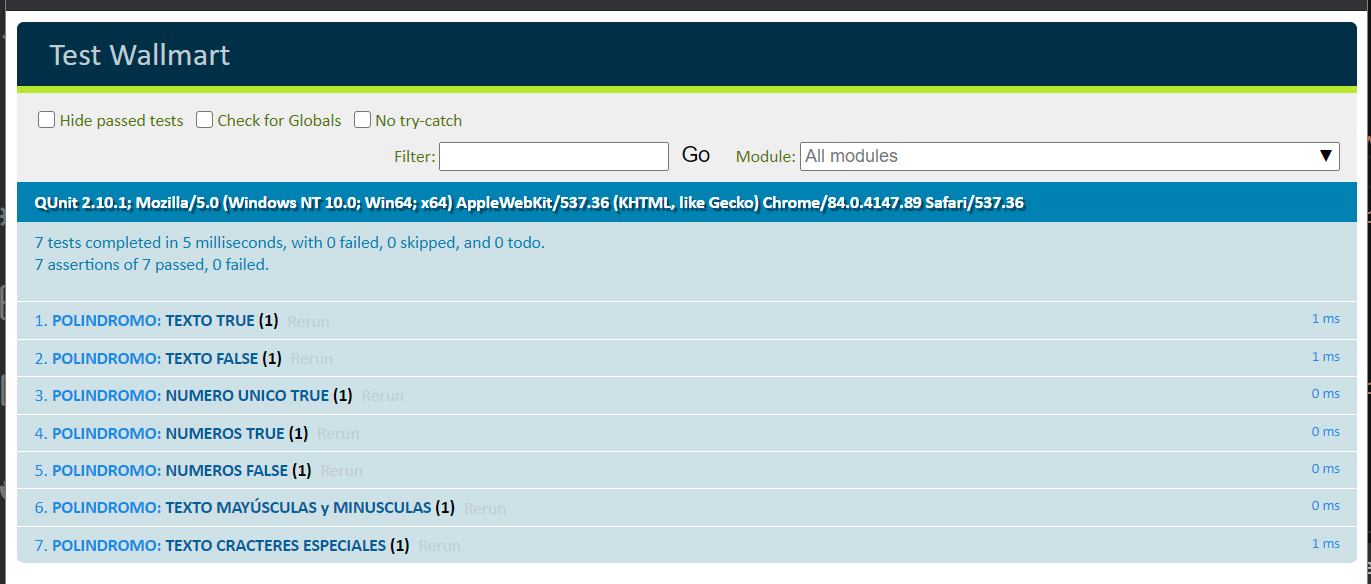 Test Wallmart
Hide passed tests Check for Globals No try-catch
Filter: Go Module: All modules ▼
QUnit 2.10.1; Mozilla/5.0 (Windows NT 10.0; Win64; x64) AppleWebKit/537.36 (KHTML, like Gecko) Chrome/84.0.4147.89 Safari/537.36
7 tests completed in 5 milliseconds, with 0 failed, 0 skipped, and 0 todo.
7 assertions of 7 passed, 0 failed.
1. POLINDROMO: TEXTO TRUE (1) Rerun 1 ms
2. POLINDROMO: TEXTO FALSE (1) Rerun 1 ms
3. POLINDROMO: NUMERO UNICO TRUE (1) Rerun 0 ms
4. POLINDROMO: NUMEROS TRUE (1) Rerun 0 ms
5. POLINDROMO: NUMEROS FALSE (1) Rerun 0 ms
6. POLINDROMO: TEXTO MAYÚSCULAS y MINUSCULAS (1) Rerun 0 ms
7. POLINDROMO: TEXTO CRACTERES ESPECIALES (1) Rerun 1 ms